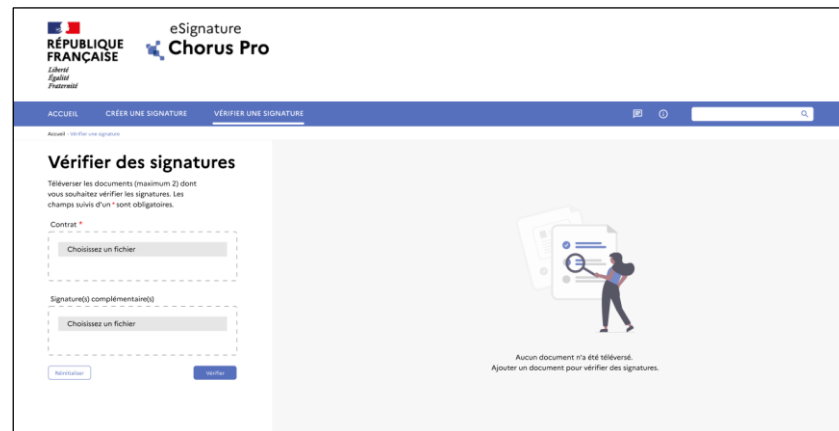 RÉPUBLIQUE
FRANÇAISE
Liberté
Égalité
Fraternité
eSignature
Chorus Pro
ACCUEIL CRÉER UNE SIGNATURE VÉRIFIER UNE SIGNATURE
Accueil - Vérifier une signature
Vérifier des signatures
Téléverser les documents (maximum 2) dont
vous souhaitez vérifier les signatures. Les
champs suivis d'un * sont obligatoires.
Contrat *
Choisissez un fichier
Signature(s) complémentaire(s)
Choisissez un fichier
Réinitialiser Vérifier
Aucun document n'a été téléversé.
Ajouter un document pour vérifier des signatures.